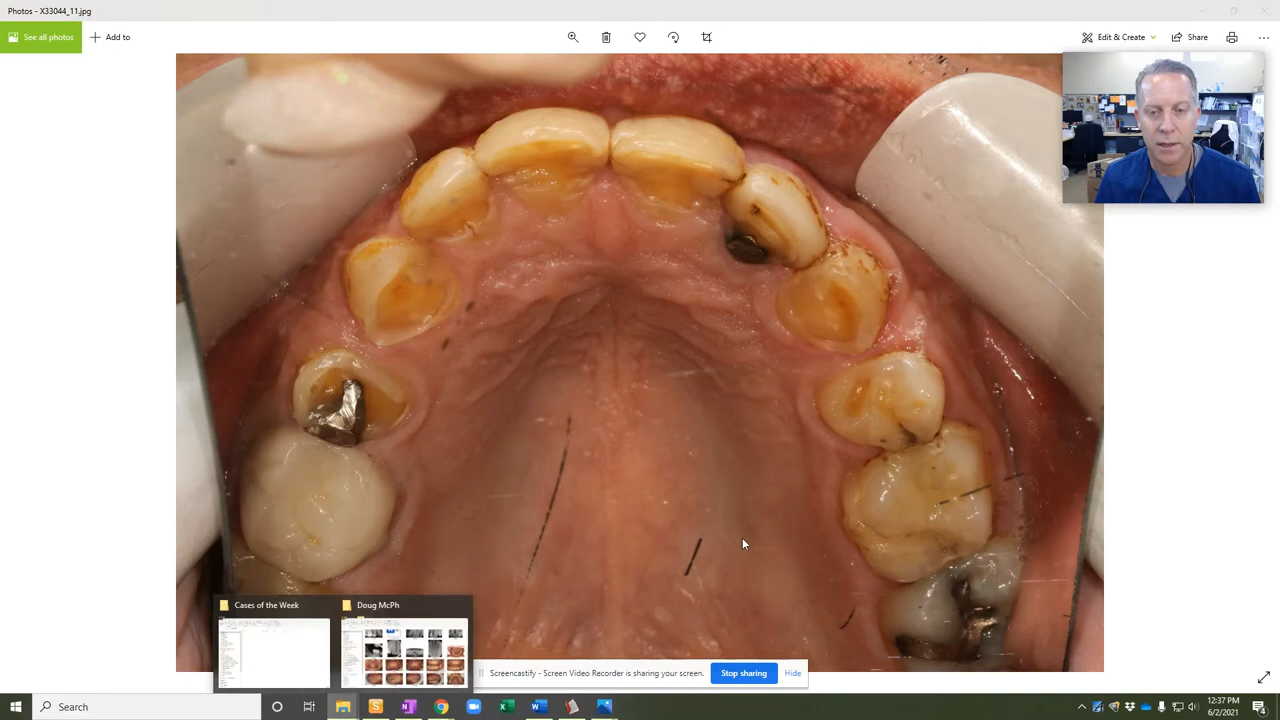 Photos - X33044_11.jpg
See all photos
Add to
Edit & Create
Share
Cases of the Week
Doug McPh
Screencastify - Screen Video Recorder is sharing your screen.
Stop sharing
Hide
Search
12:37 PM
6/2/2021
4